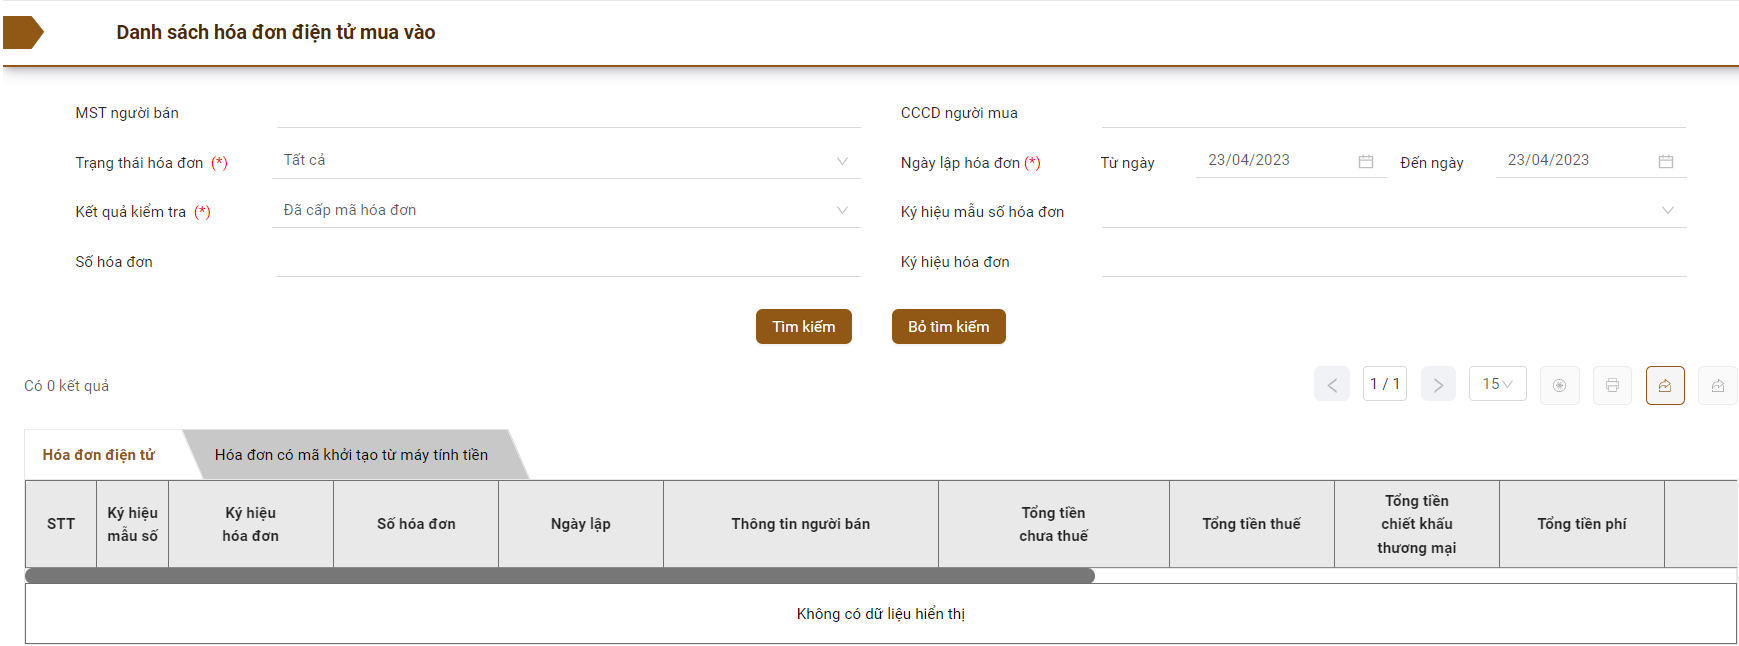 Danh sách hóa đơn điện tử mua vào
MST người bán
CCCD người mua
Trạng thái hóa đơn (*) Tất cả
Ngày lập hóa đơn (*) Từ ngày 23/04/2023 Đến ngày 23/04/2023
Kết quả kiểm tra (*) Đã cấp mã hóa đơn
Ký hiệu mẫu số hóa đơn
Số hóa đơn
Ký hiệu hóa đơn
Tìm kiếm
Bỏ tìm kiếm
Có 0 kết quả
1 / 1
15
Hóa đơn điện tử
Hóa đơn có mã khởi tạo từ máy tính tiền
STT
Ký hiệu
mẫu số
Ký hiệu
hóa đơn
Số hóa đơn
Ngày lập
Thông tin người bán
Tổng tiền
chưa thuế
Tổng tiền thuế
Tổng tiền
chiết khấu
thương mại
Tổng tiền phí
Không có dữ liệu hiển thị